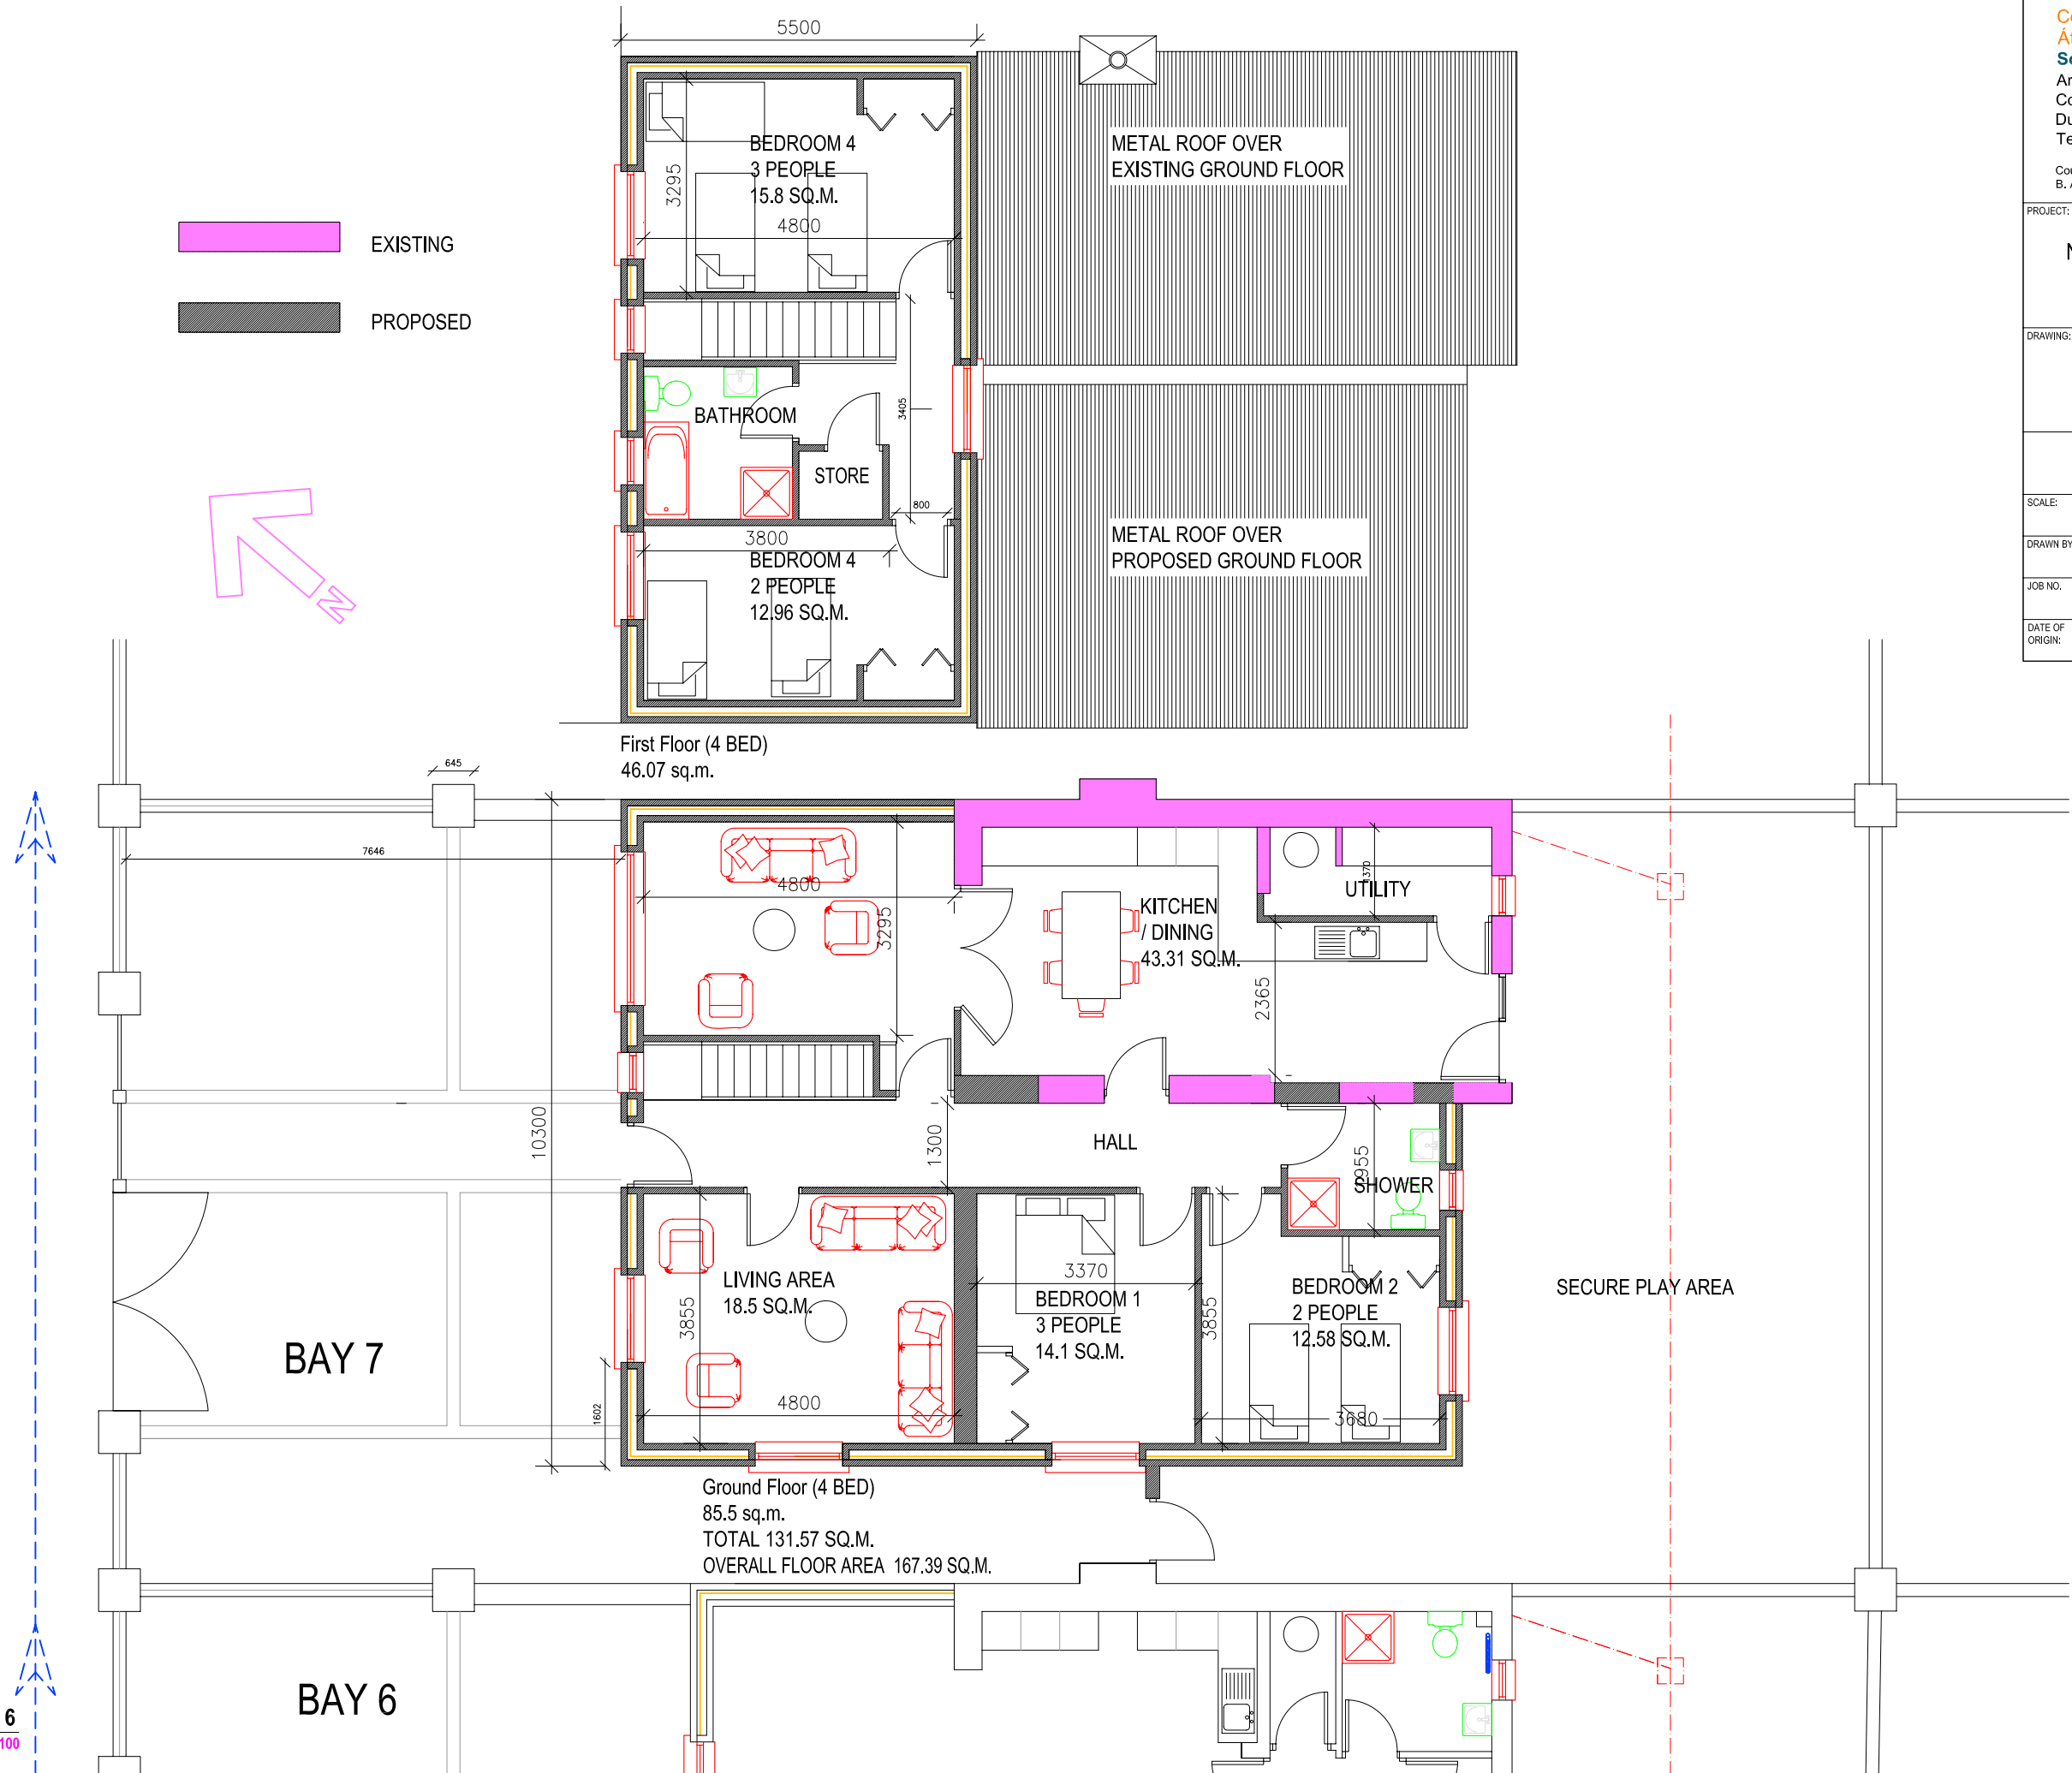 5500
BEDROOM 4
3 PEOPLE
15.8 SQ.M.
3295
4800
METAL ROOF OVER
EXISTING GROUND FLOOR
EXISTING
PROPOSED
BATHROOM
STORE
3405
800
METAL ROOF OVER
PROPOSED GROUND FLOOR
3800
BEDROOM 4
2 PEOPLE
12.96 SQ.M.
N
PROJECT:
DRAWING:
SCALE:
DRAWN BY
JOB NO.
DATE OF
ORIGIN:
First Floor (4 BED)
46.07 sq.m.
645
7646
4800
3295
KITCHEN
/ DINING
43.31 SQ.M.
UTILITY
1370
2365
10300
1300
HALL
955
SHOWER
LIVING AREA
18.5 SQ.M.
3855
4800
3370
BEDROOM 1
3 PEOPLE
14.1 SQ.M.
3855
BEDROOM 2
2 PEOPLE
12.58 SQ.M.
3680
SECURE PLAY AREA
BAY 7
1602
Ground Floor (4 BED)
85.5 sq.m.
TOTAL 131.57 SQ.M.
OVERALL FLOOR AREA 167.39 SQ.M.
BAY 6
6
100